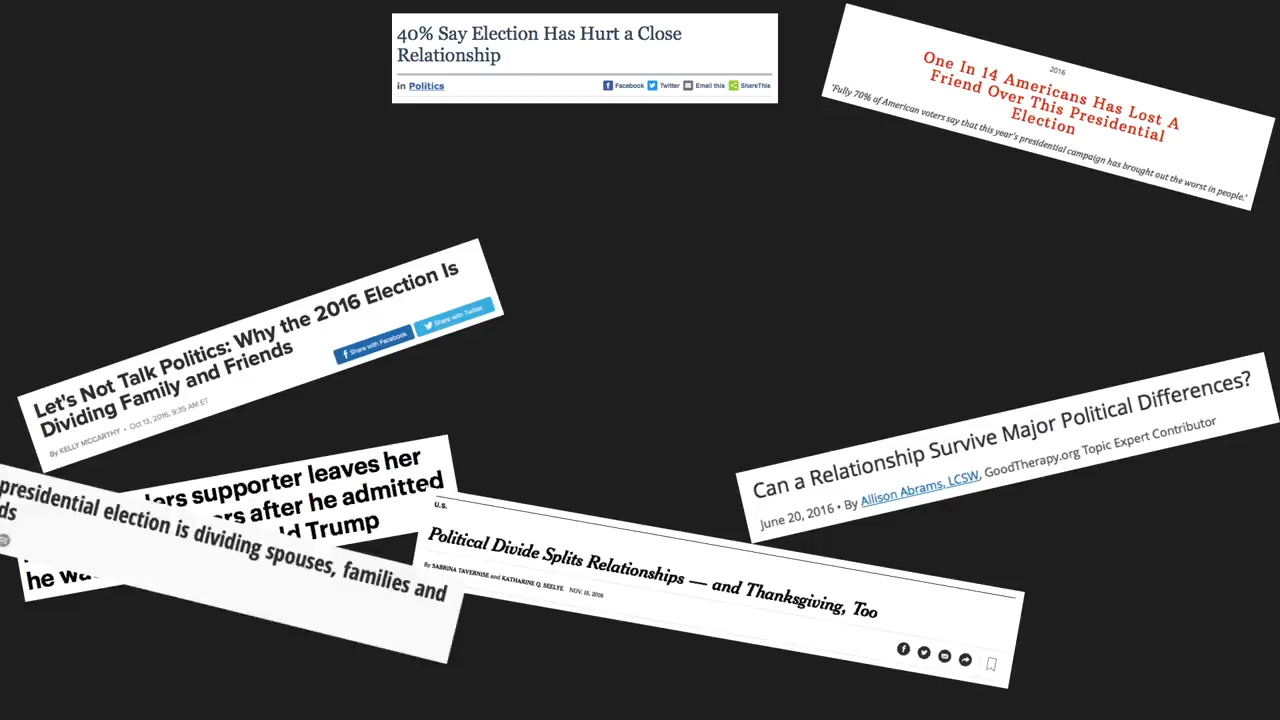 40% Say Election Has Hurt a Close
Relationship
in Politics
Facebook Twitter Email this ShareThis
2016
One In 14 Americans Has Lost A
Friend Over This Presidential
Election
'Fully 70% of American voters say that this year's presidential campaign has brought out the worst in people.'
Let's Not Talk Politics: Why the 2016 Election Is
Dividing Family and Friends
By KELLY MCCARTHY • Oct 13, 2016, 9:35 AM ET
Share with Facebook
Share with Twitter
Can a Relationship Survive Major Political Differences?
June 20, 2016 • By Allison Abrams, LCSW, GoodTherapy.org Topic Expert Contributor
supporter leaves her
after he admitted
Trump
he
presidential election is dividing spouses, families and
U.S.
Political Divide Splits Relationships — and Thanksgiving, Too
By SABRINA TAVERNISE and KATHARINE Q. SEELYE NOV. 15, 2016